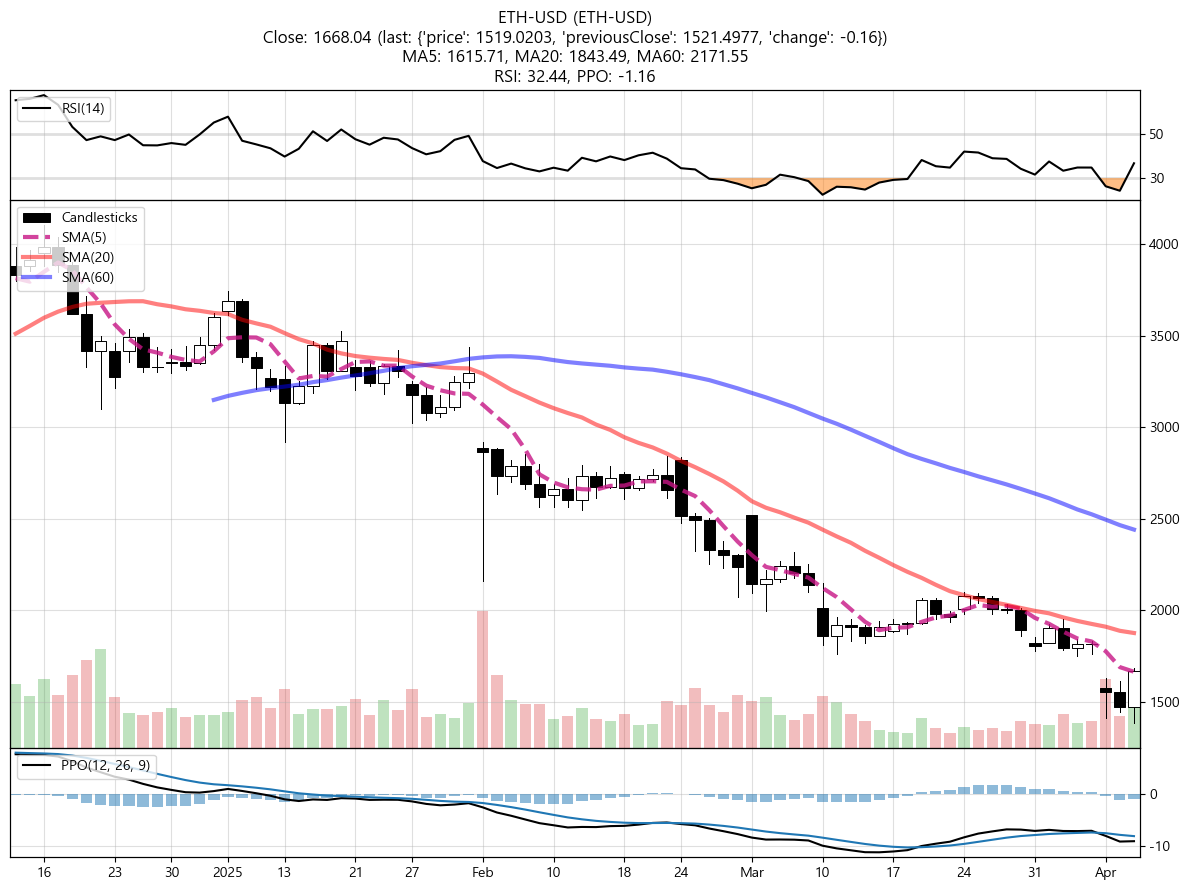 ETH-USD (ETH-USD)
Close: 1668.04 (last: {'price': 1519.0203, 'previousClose': 1521.4977, 'change': -0.16})
MA5: 1615.71, MA20: 1843.49, MA60: 2171.55
RSI: 32.44, PPO: -1.16
RSI(14)
50
30
Candlesticks
SMA(5)
SMA(20)
SMA(60)
4000
3500
3000
2500
2000
1500
PPO(12, 26, 9)
0
-10
16 23 30 2025 13 21 27 Feb 10 18 24 Mar 10 17 24 31 Apr